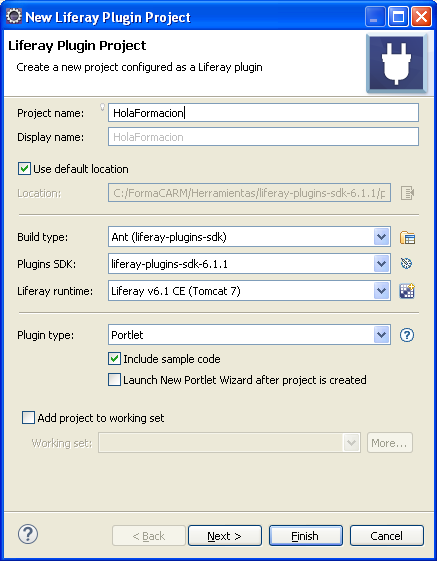 New Liferay Plugin Project
Liferay Plugin Project
Create a new project configured as a Liferay plugin
Project name: HolaFormacion
Display name: HolaFormacion
Use default location
Location: C:/FormaCARM/Herramientas/liferay-plugins-sdk-6.1.1/p
Build type: Ant (liferay-plugins-sdk)
Plugins SDK: liferay-plugins-sdk-6.1.1
Liferay runtime: Liferay v6.1 CE (Tomcat 7)
Plugin type: Portlet
Include sample code
Launch New Portlet Wizard after project is created
Add project to working set
Working set: More...
< Back Next > Finish Cancel